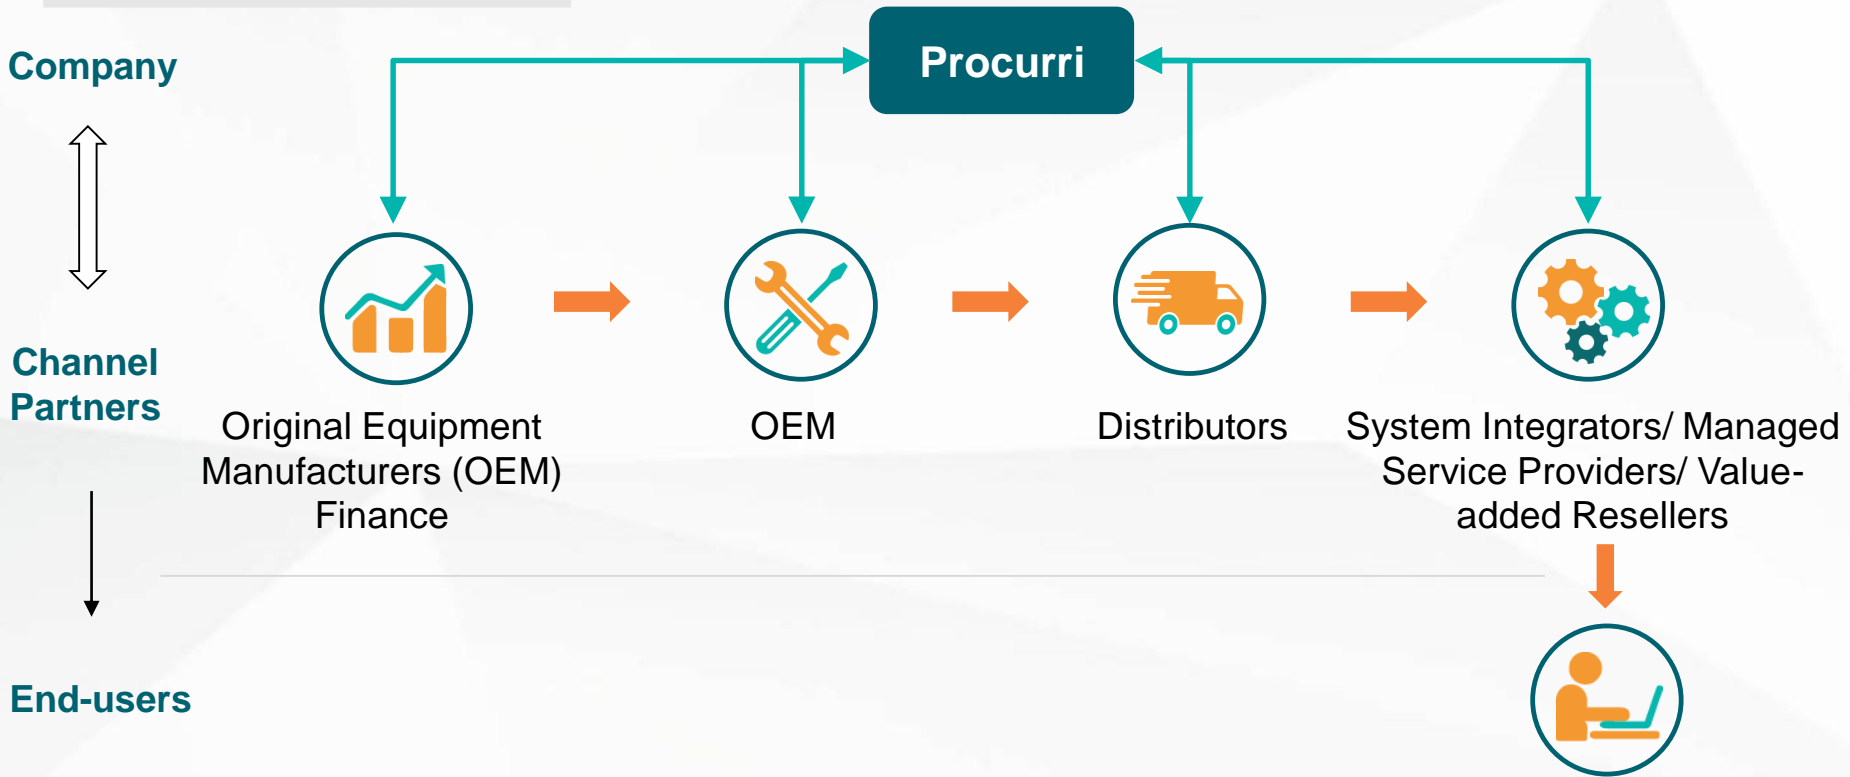 Procurri
Company
Channel
Partners
Original Equipment
Manufacturers (OEM)
Finance
OEM
Distributors
System Integrators/ Managed
Service Providers/ Value-
added Resellers
End-users